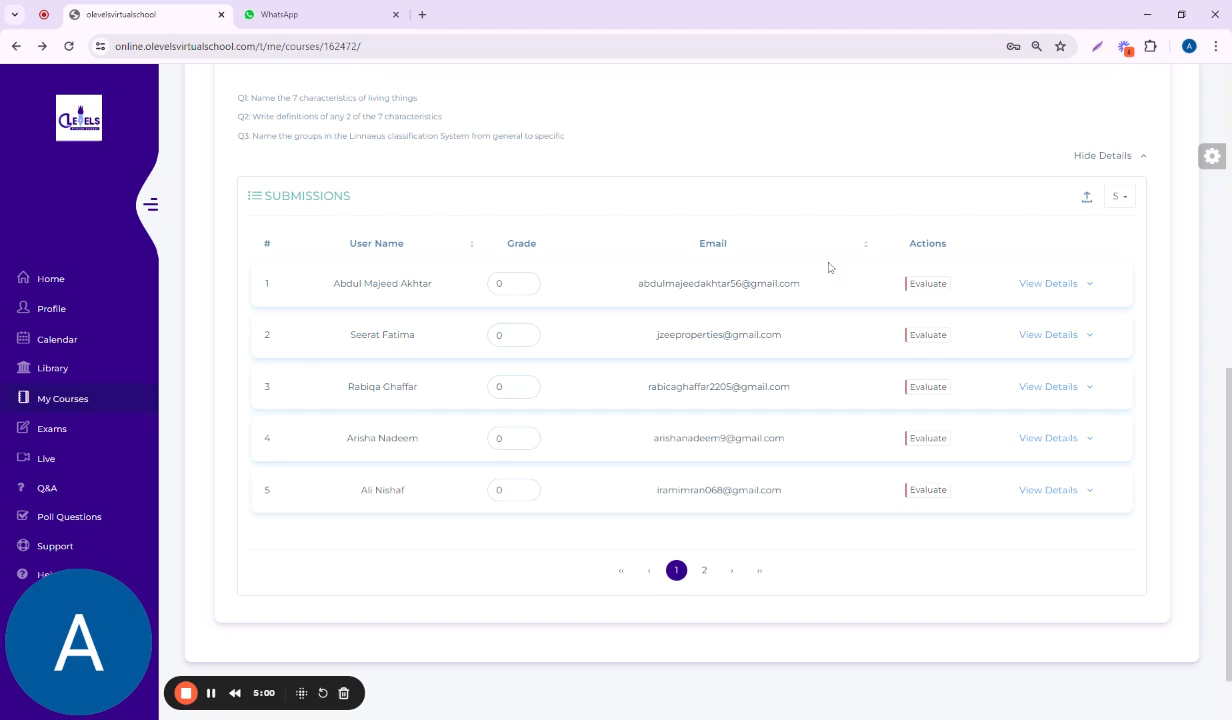 olevelsvirtualschool
WhatsApp
online.olevelsvirtualschool.com/t/me/courses/162472/
A
1
OLEVELS
Home
Profile
Calendar
Library
My Courses
Exams
Live
Q&A
Poll Questions
Support
A
Q1: Name the 7 characteristics of living things
Q2: Write definitions of any 2 of the 7 characteristics
Q3: Name the groups in the Linnaeus classification System from general to specific
Hide Details
SUBMISSIONS
5
# User Name Grade Email Actions
1 Abdul Majeed Akhtar 0 abdulmajeedakhtar56@gmail.com Evaluate View Details
2 Seerat Fatima 0 jzeeproperties@gmail.com Evaluate View Details
3 Rabiqa Ghaffar 0 rabicaghaffar2205@gmail.com Evaluate View Details
4 Arisha Nadeem 0 arishanadeem9@gmail.com Evaluate View Details
5 Ali Nishaf 0 iramimran068@gmail.com Evaluate View Details
‹‹ ‹ 1 2 › ››
5:00